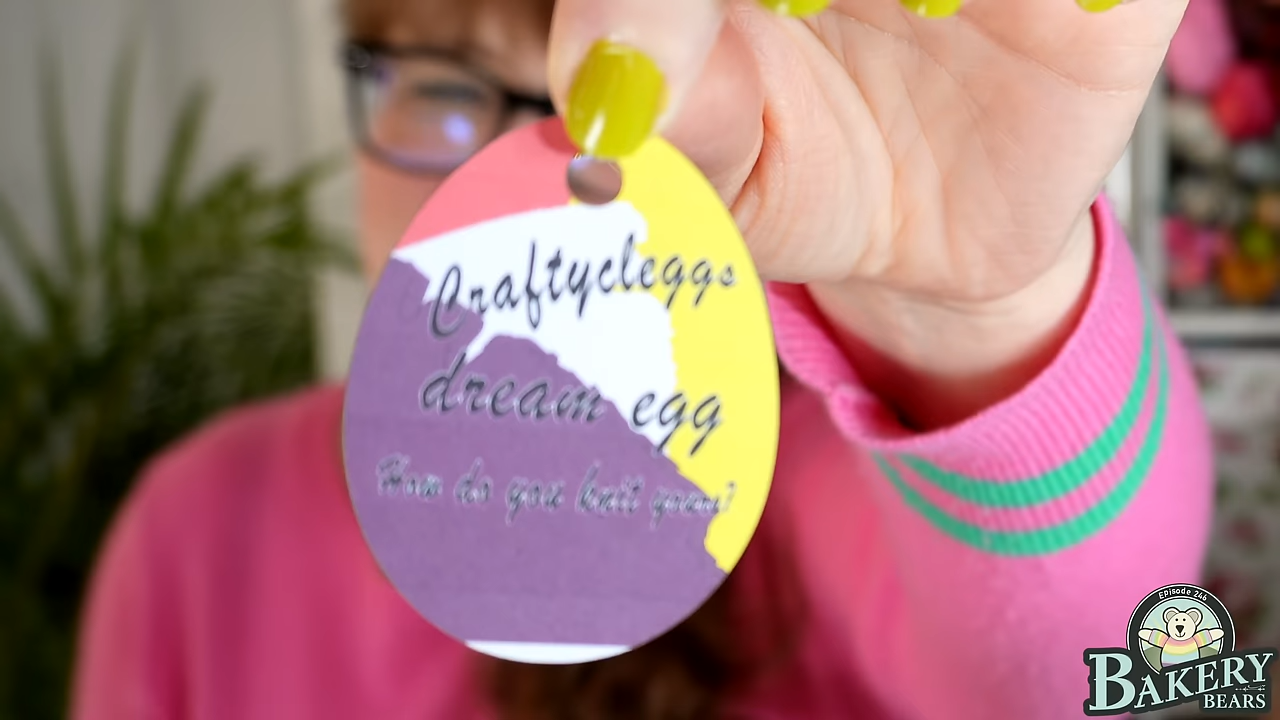 Craftycleggs
dream egg
How do you knit yours?
Episode 246
BAKERY
BEARS